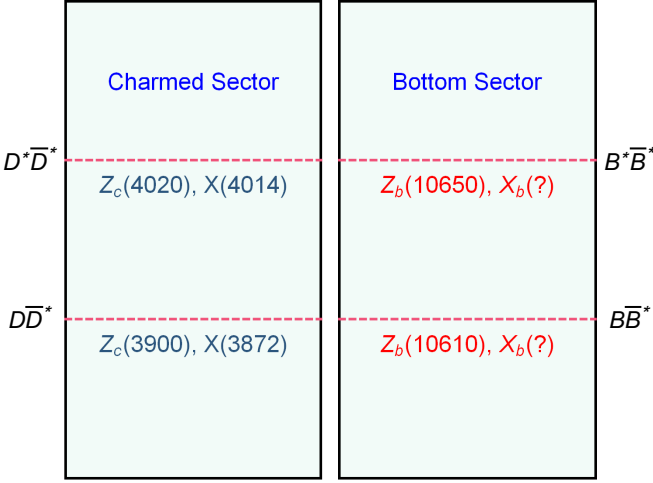 Charmed Sector
Bottom Sector
D*D̅*
B*B̅*
Zc(4020), X(4014)
Zb(10650), Xb(?)
DD̅*
BB̅*
Zc(3900), X(3872)
Zb(10610), Xb(?)